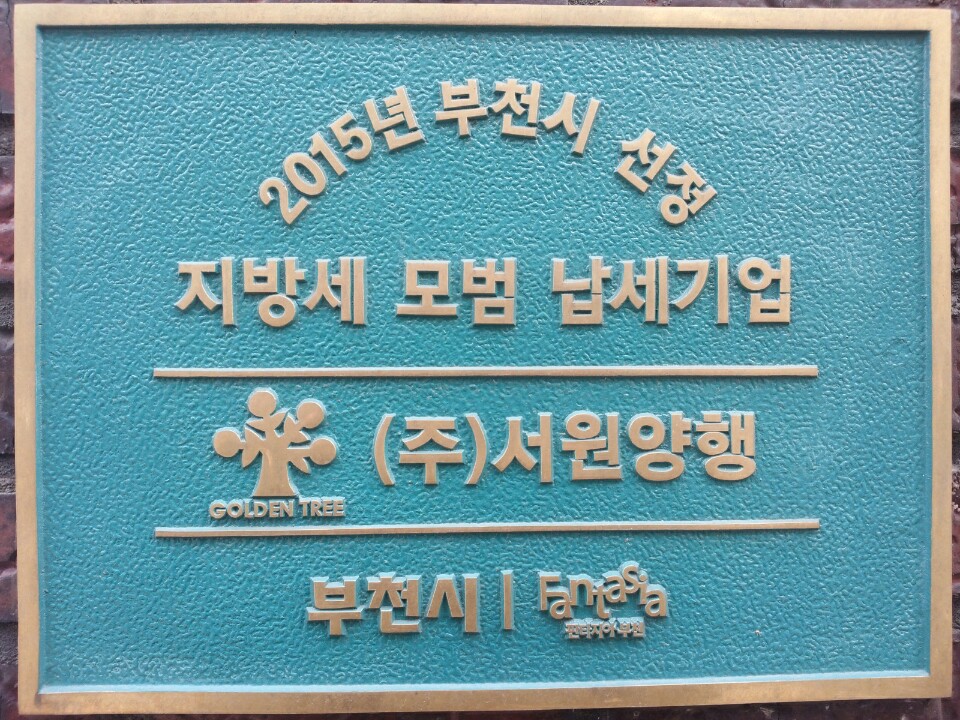 2015년 부천시 선정
지방세 모범 납세기업
(주)서원양행
GOLDEN TREE
부천시 | Fantasia
판타지아 부천